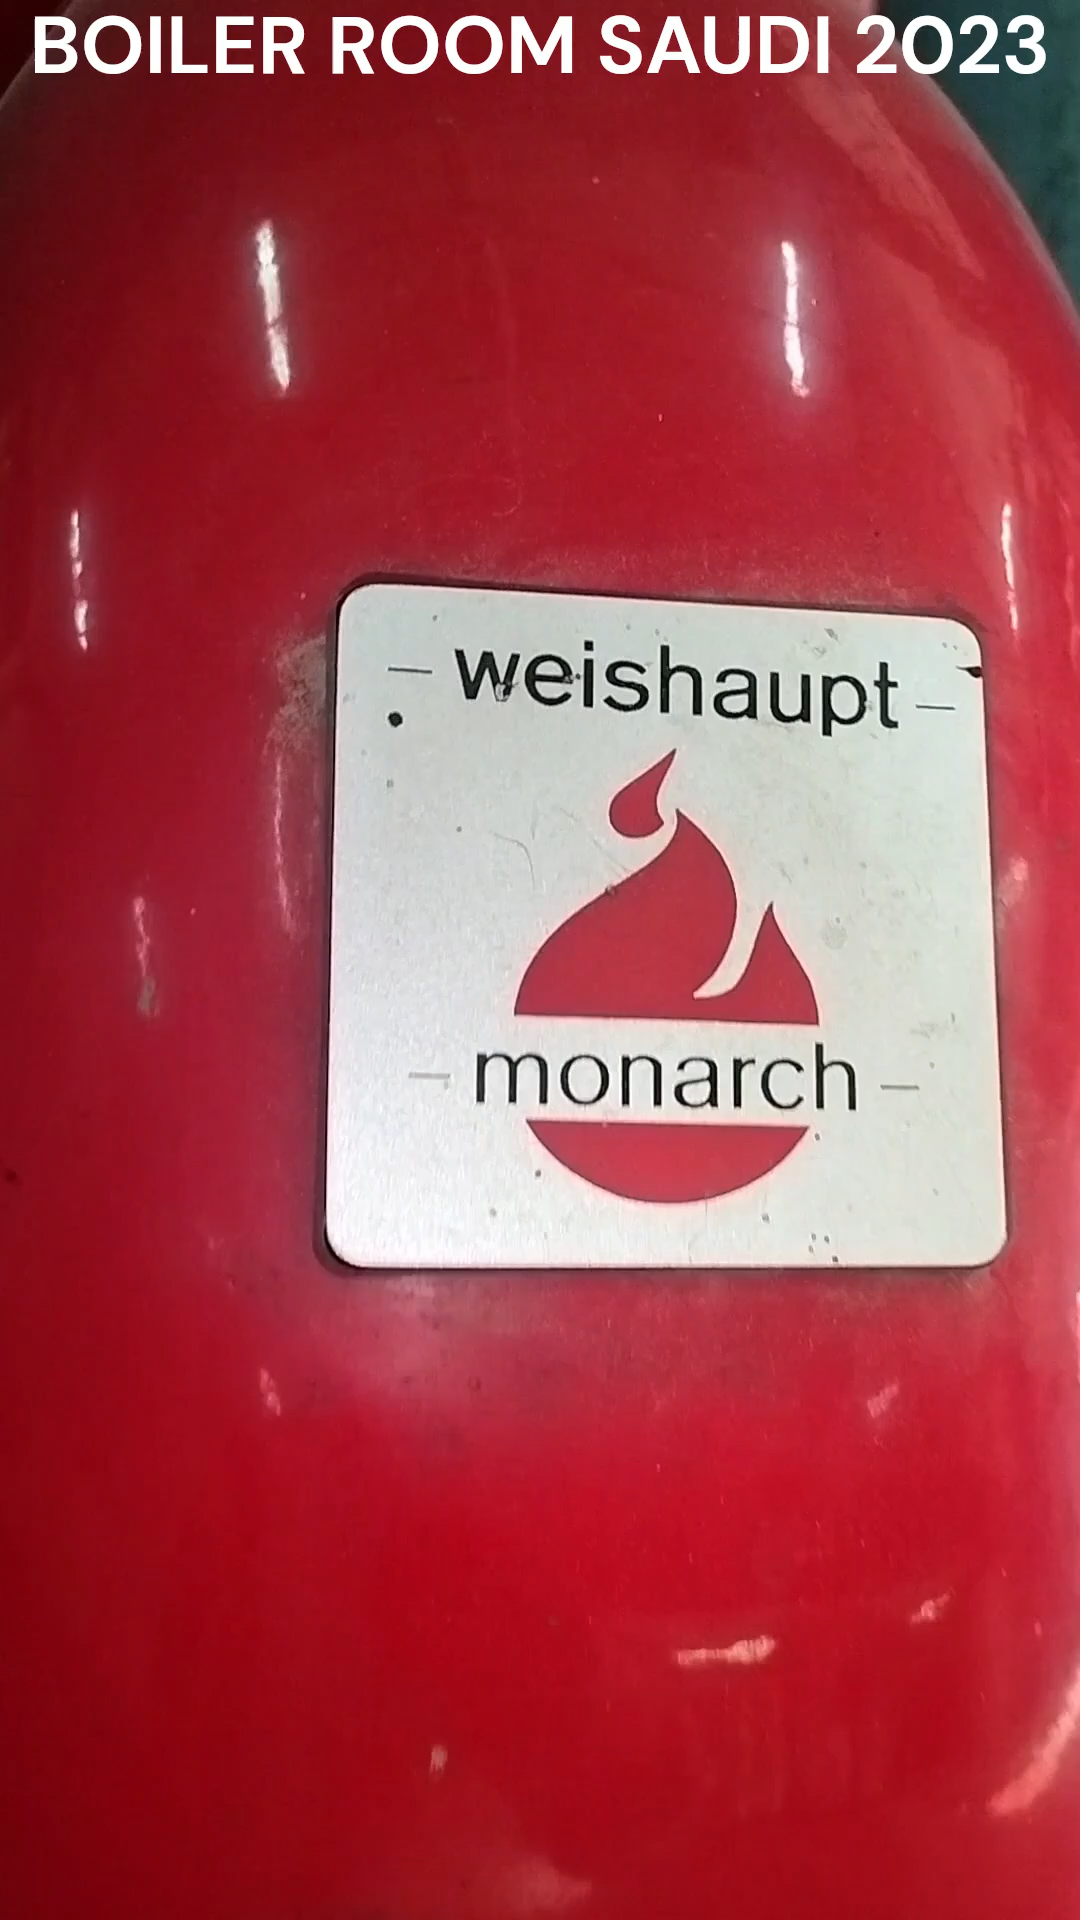 BOILER ROOM SAUDI 2023
– weishaupt –
– monarch –